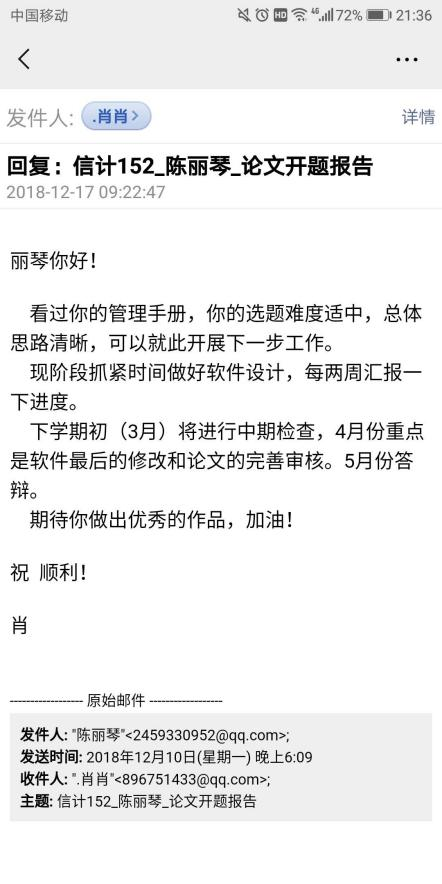 中国移动 HD 4G 72% 21:36
发件人: .肖肖 详情
回复：信计152_陈丽琴_论文开题报告
2018-12-17 09:22:47
丽琴你好！
看过你的管理手册，你的选题难度适中，总体
思路清晰，可以就此开展下一步工作。
现阶段抓紧时间做好软件设计，每两周汇报一
下进度。
下学期初（3月）将进行中期检查，4月份重点
是软件最后的修改和论文的完善审核。5月份答
辩。
期待你做出优秀的作品，加油！
祝 顺利！
肖
------------------ 原始邮件 ------------------
发件人: "陈丽琴"<2459330952@qq.com>;
发送时间: 2018年12月10日(星期一) 晚上6:09
收件人: ".肖肖"<896751433@qq.com>;
主题: 信计152_陈丽琴_论文开题报告